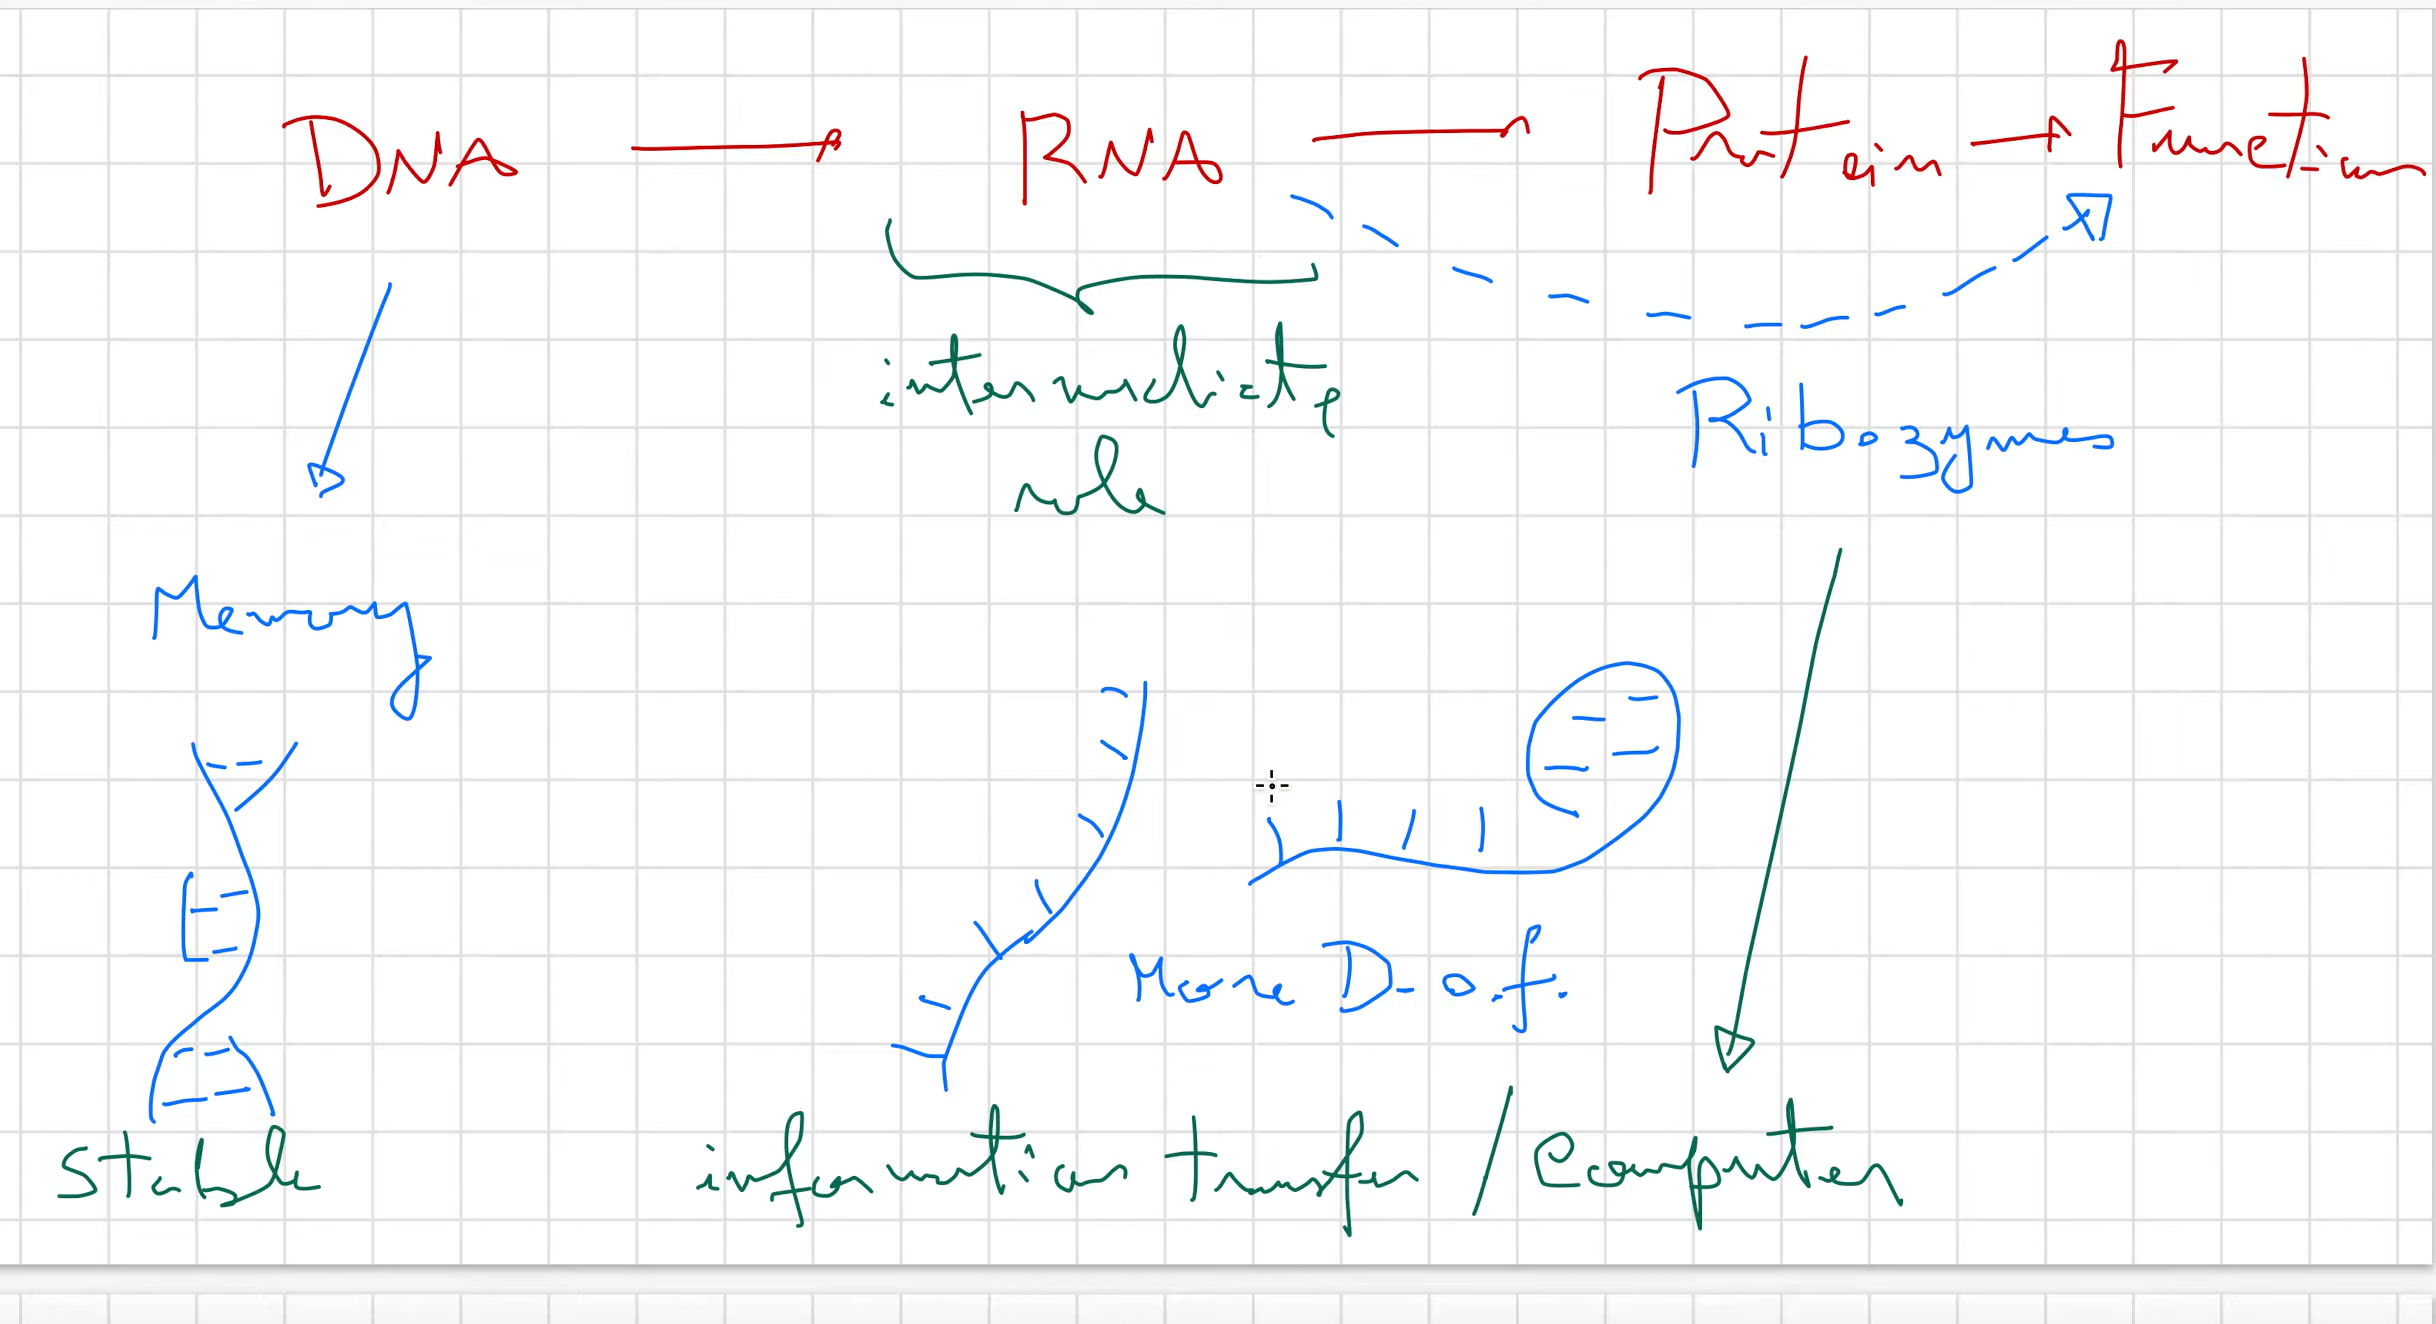 DNA → RNA → Protein → Function
intermediate
role
Ribozymes
Memory
More D.o.f.
Stable
information transfer / Computer